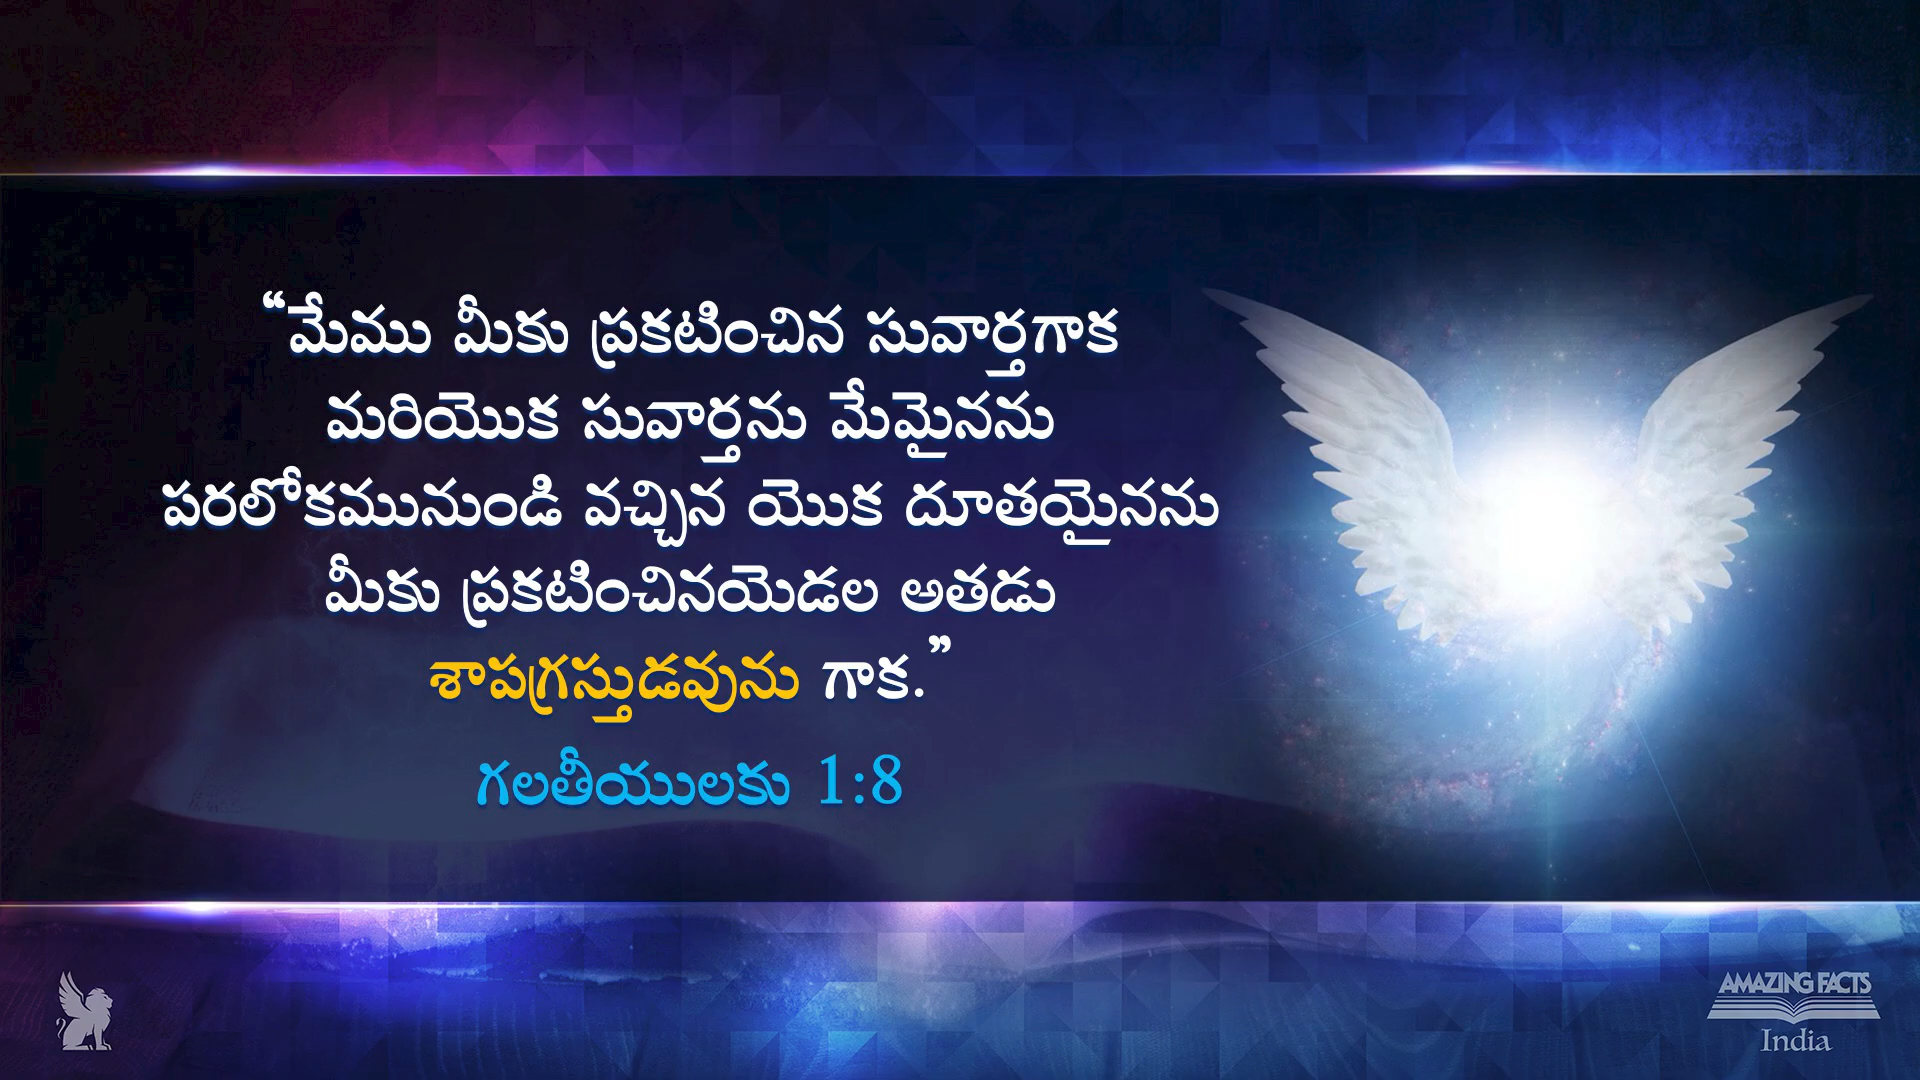 “మేము మీకు ప్రకటించిన సువార్తగాక
మరియొక సువార్తను మేమైనను
పరలోకమునుండి వచ్చిన యొక దూతయైనను
మీకు ప్రకటించినయెడల అతడు
శాపగ్రస్తుడవును గాక.”
గలతీయులకు 1:8
AMAZING FACTS
India